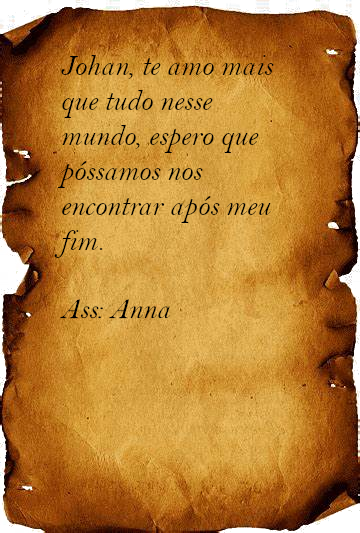 Johan, te amo mais
que tudo nesse
mundo, espero que
póssamos nos
encontrar após meu
fim.
Ass: Anna